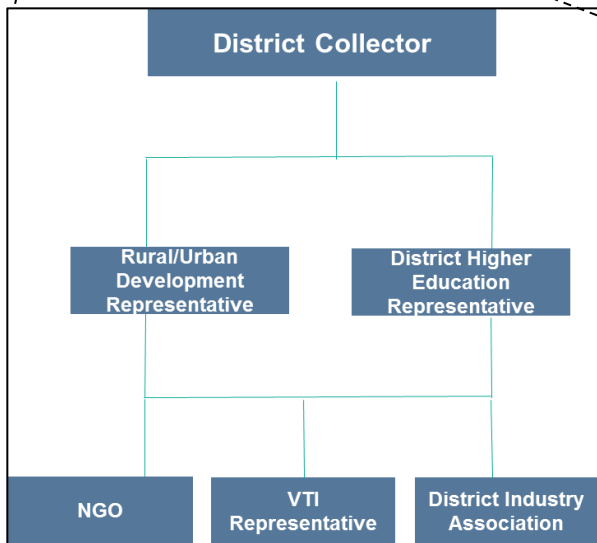 District Collector
Rural/Urban
Development
Representative
District Higher
Education
Representative
NGO
VTI
Representative
District Industry
Association